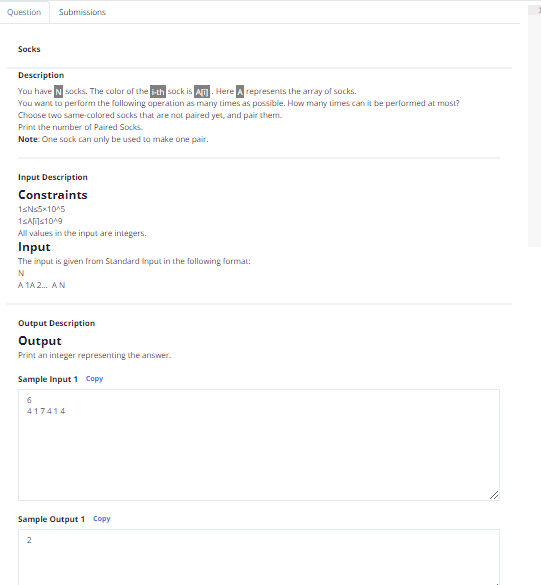 Question Submissions
1
Socks
Description
You have N socks. The color of the i-th sock is A[i] . Here A represents the array of socks.
You want to perform the following operation as many times as possible. How many times can it be performed at most?
Choose two same-colored socks that are not paired yet, and pair them.
Print the number of Paired Socks.
Note: One sock can only be used to make one pair.
Input Description
Constraints
1≤N≤5×10^5
1≤A[i]≤10^9
All values in the input are integers.
Input
The input is given from Standard Input in the following format:
N
A 1A 2... A N
Output Description
Output
Print an integer representing the answer.
Sample Input 1 Copy
6
4 1 7 4 1 4
Sample Output 1 Copy
2